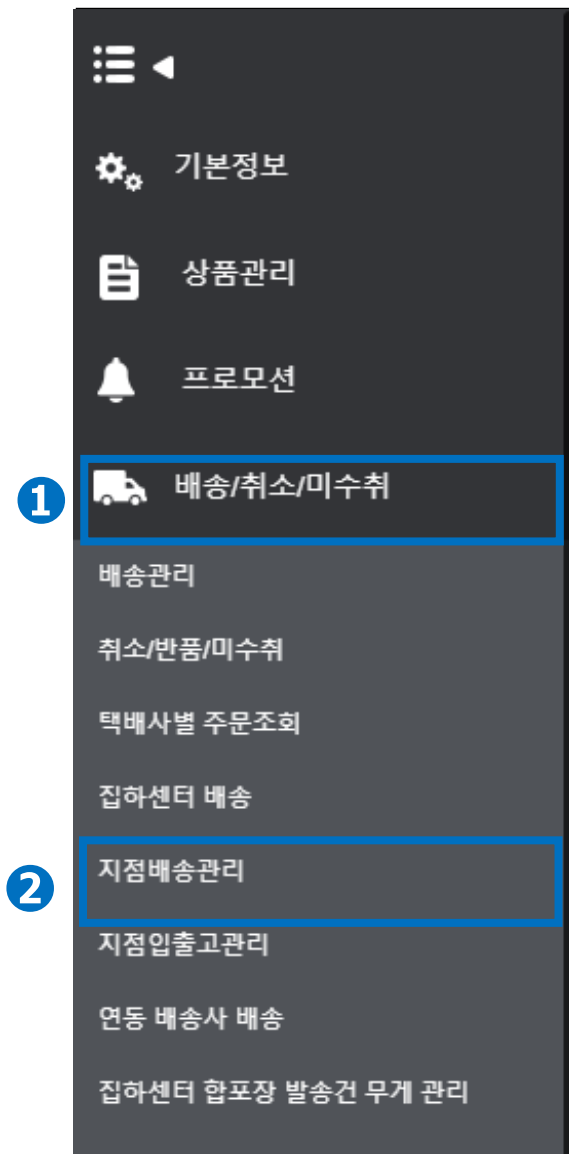 기본정보
상품관리
프로모션
1 배송/취소/미수취
배송관리
취소/반품/미수취
택배사별 주문조회
집하센터 배송
2 지점배송관리
지점입출고관리
연동 배송사 배송
집하센터 합포장 발송건 무게 관리